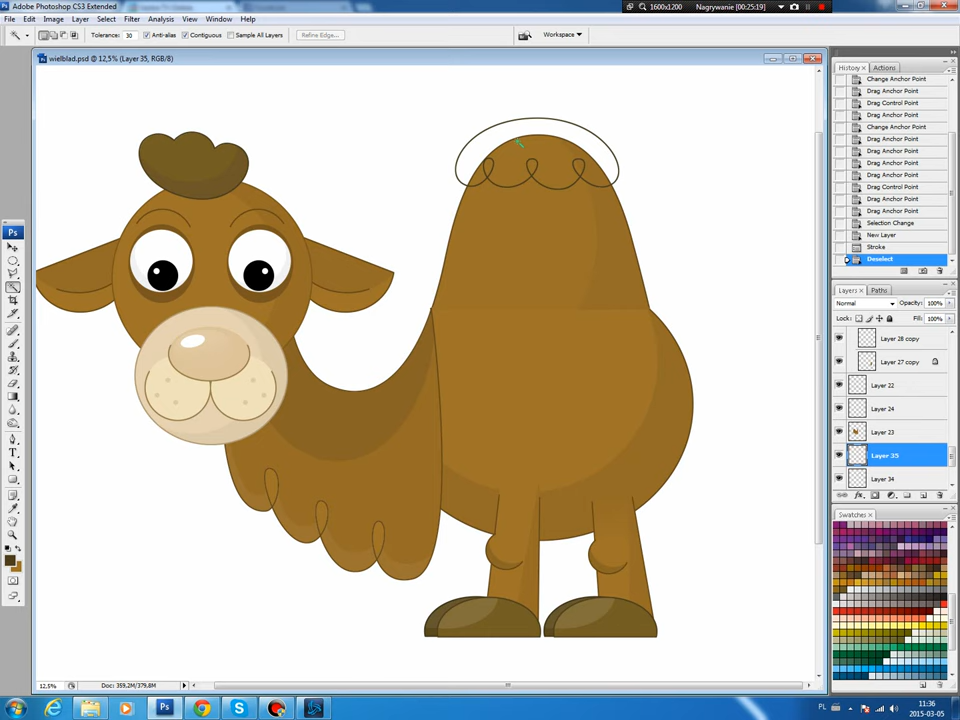 Adobe Photoshop CS3 Extended
1600x1200
Nagrywanie [00:25:19]
File Edit Image Layer Select Filter Analysis View Window Help
Tolerance: 30 Anti-alias Contiguous Sample All Layers Refine Edge... Workspace
wielblad.psd @ 12,5% (Layer 35, RGB/8)
History Actions
Change Anchor Point
Drag Anchor Point
Drag Control Point
Drag Anchor Point
Change Anchor Point
Drag Anchor Point
Drag Anchor Point
Drag Anchor Point
Drag Control Point
Drag Anchor Point
Drag Anchor Point
Selection Change
New Layer
Stroke
Deselect
Layers Paths
Normal Opacity: 100%
Lock: Fill: 100%
Layer 28 copy
Layer 27 copy
Layer 22
Layer 24
Layer 23
Layer 35
Layer 34
Swatches
Ps
12,5% Doc: 359,2M/379,8M
PL 11:36
2015-03-05